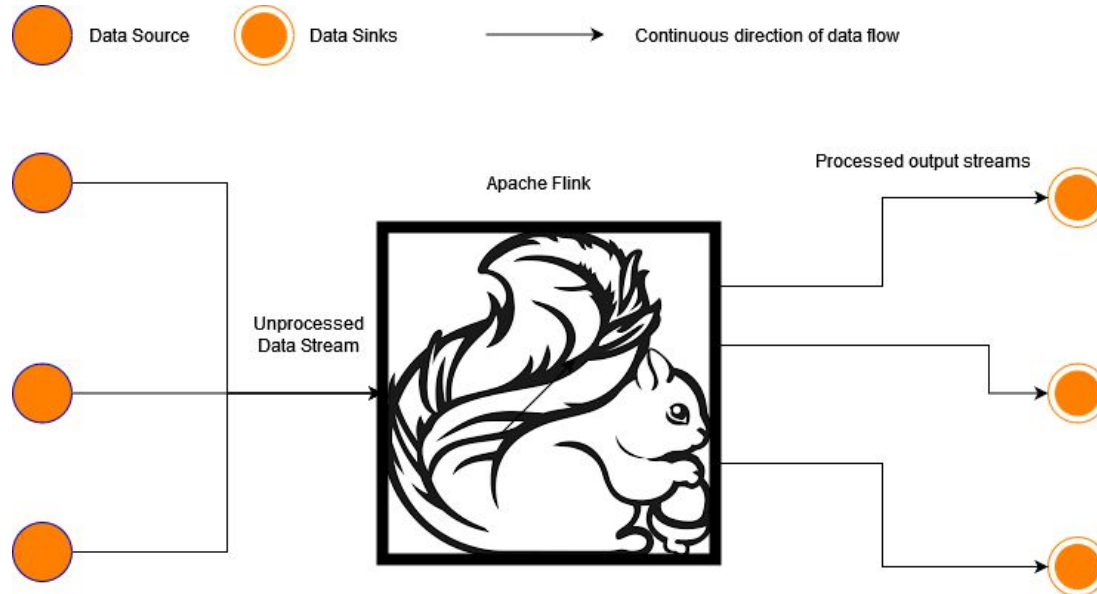 Data Source
Data Sinks
Continuous direction of data flow
Processed output streams
Apache Flink
Unprocessed
Data Stream